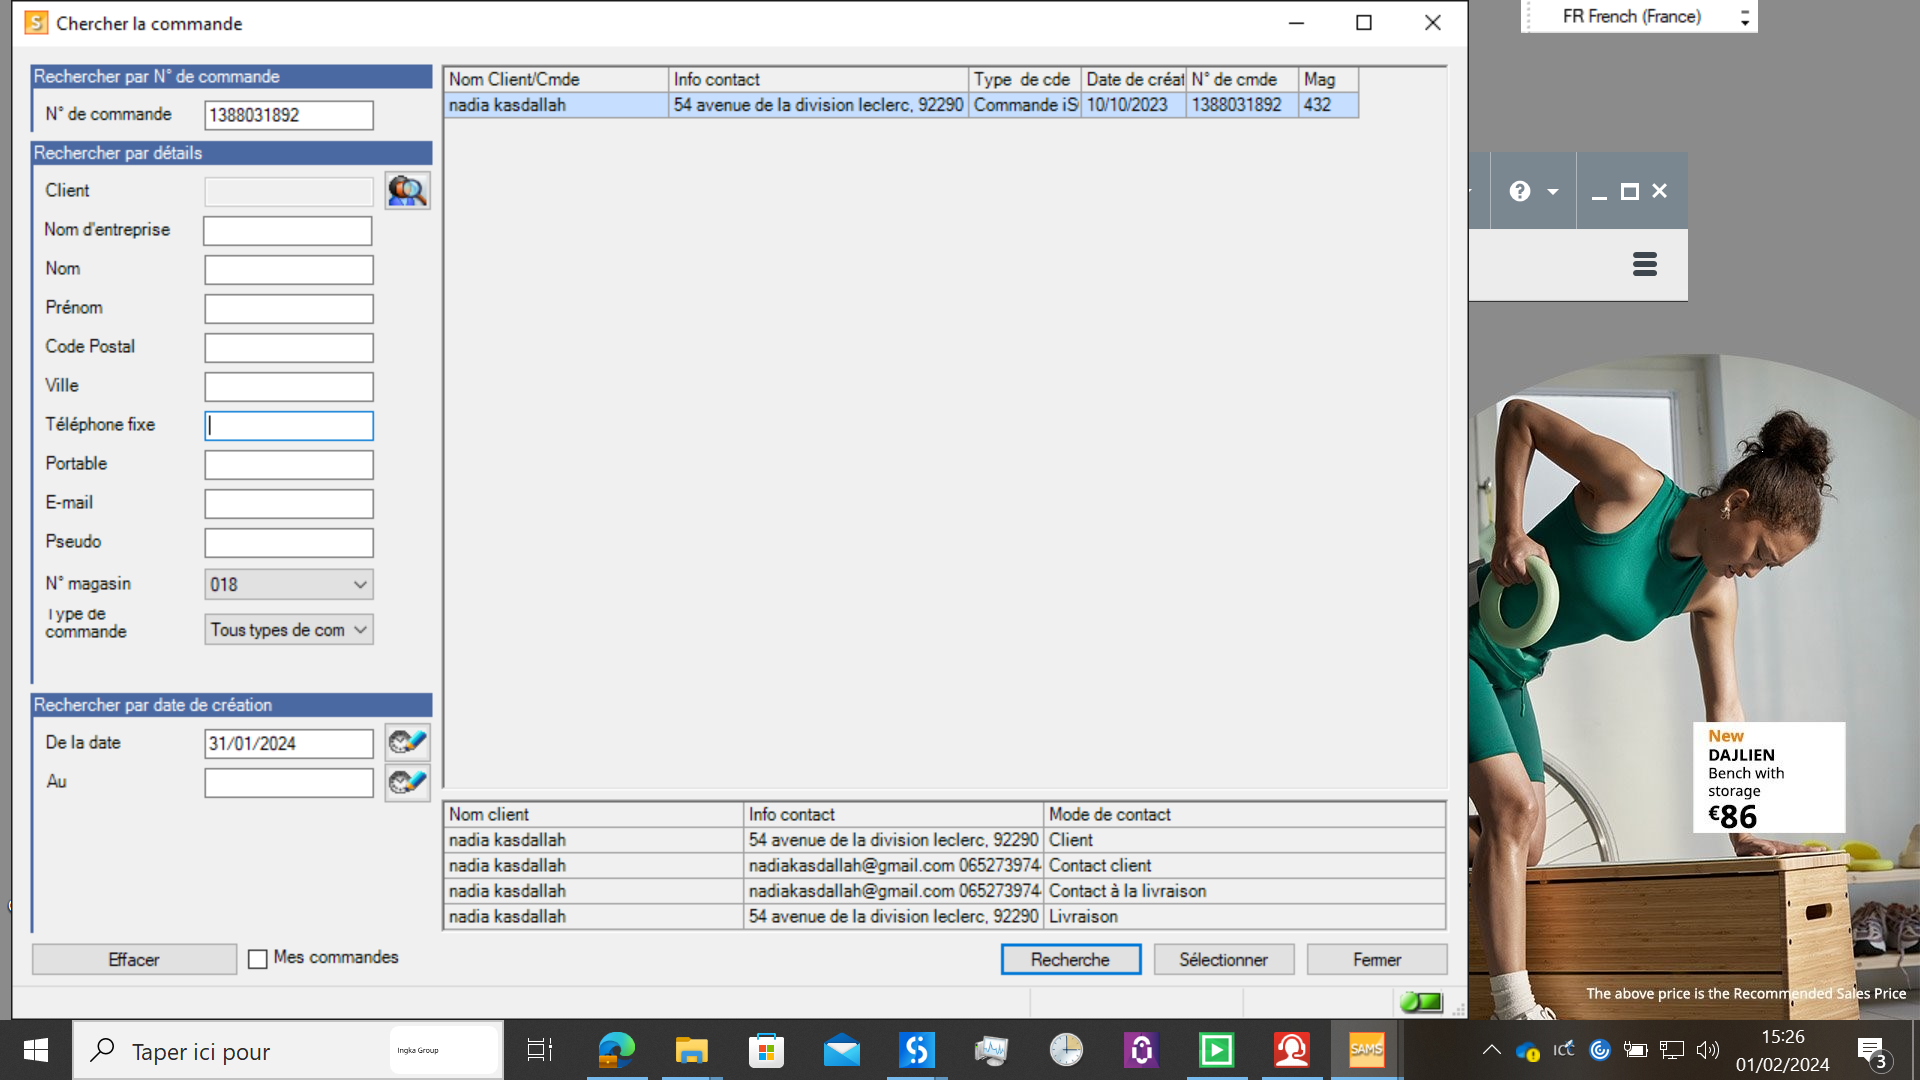 Chercher la commande
FR French (France)
Rechercher par N° de commande
N° de commande 1388031892
Rechercher par détails
Client
Nom d'entreprise
Nom
Prénom
Code Postal
Ville
Téléphone fixe
Portable
E-mail
Pseudo
N° magasin 018
Type de
commande Tous types de com
Rechercher par date de création
De la date 31/01/2024
Au
Effacer
Mes commandes
Nom Client/Cmde Info contact Type de cde Date de créat N° de cmde Mag
nadia kasdallah 54 avenue de la division leclerc, 92290 Commande iS 10/10/2023 1388031892 432
Nom client Info contact Mode de contact
nadia kasdallah 54 avenue de la division leclerc, 92290 Client
nadia kasdallah nadiakasdallah@gmail.com 065273974 Contact client
nadia kasdallah nadiakasdallah@gmail.com 065273974 Contact à la livraison
nadia kasdallah 54 avenue de la division leclerc, 92290 Livraison
Recherche Sélectionner Fermer
New
DAJLIEN
Bench with
storage
€86
The above price is the Recommended Sales Price
Taper ici pour
Ingka Group
SAMS
ICC
15:26
01/02/2024
3